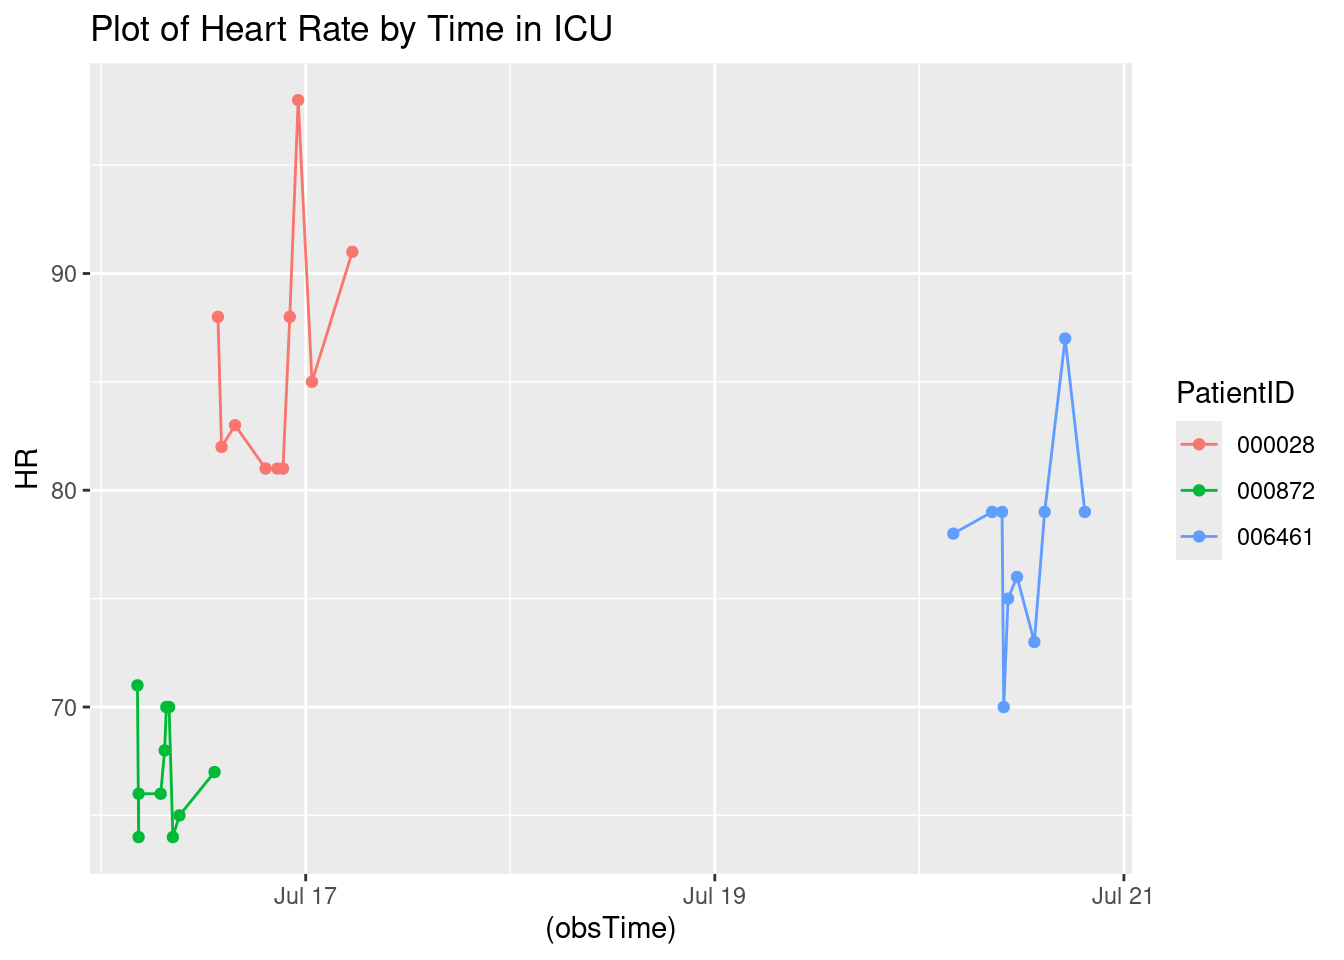 Plot of Heart Rate by Time in ICU
HR
90
80
70
Jul 17
Jul 19
Jul 21
(obsTime)
PatientID
000028
000872
006461